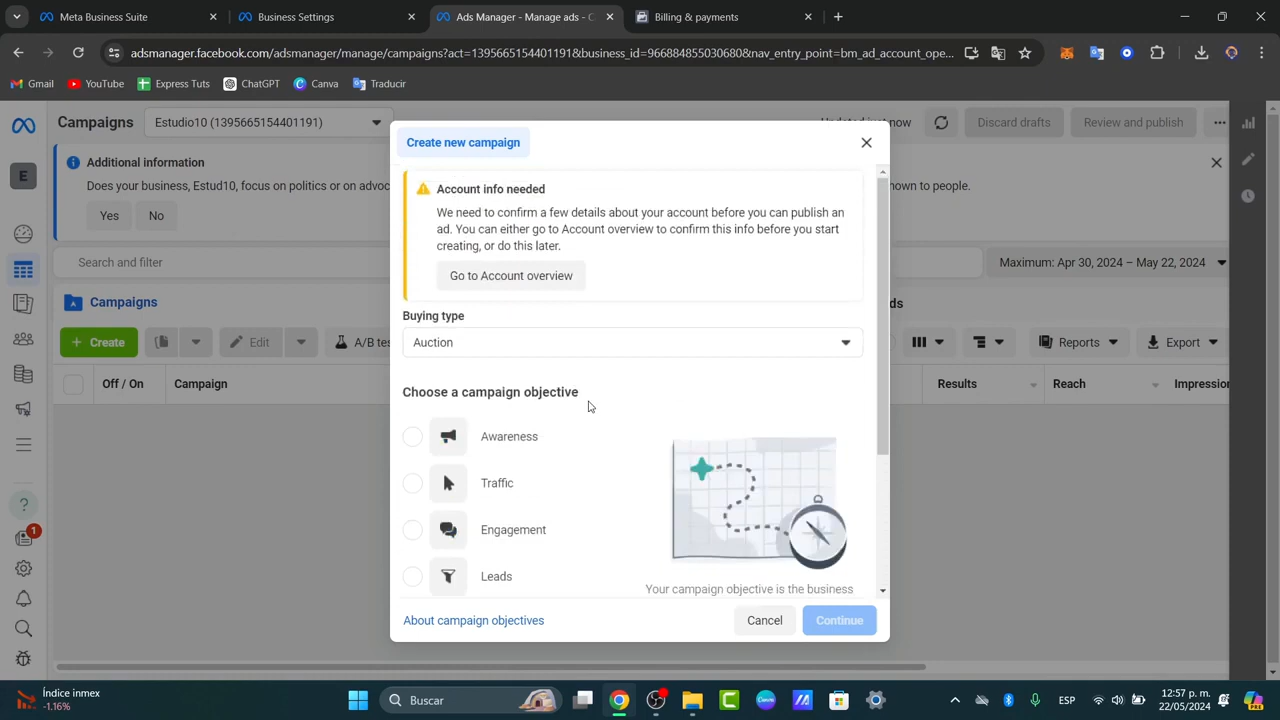 Meta Business Suite
Business Settings
Ads Manager - Manage ads - C
Billing & payments
adsmanager.facebook.com/adsmanager/manage/campaigns?act=1395665154401191&business_id=966884855030680&nav_entry_point=bm_ad_account_ope...
Gmail
YouTube
Express Tuts
ChatGPT
Canva
Traducir
Campaigns
Estudio10 (1395665154401191)
Updated just now
Discard drafts
Review and publish
Additional information
Does your business, Estud10, focus on politics or on advoc
nown to people.
Yes
No
Search and filter
Maximum: Apr 30, 2024 – May 22, 2024
Campaigns
ds
Create
Edit
A/B tes
Reports
Export
Off / On
Campaign
Results
Reach
Impression
Create new campaign
Account info needed
We need to confirm a few details about your account before you can publish an
ad. You can either go to Account overview to confirm this info before you start
creating, or do this later.
Go to Account overview
Buying type
Auction
Choose a campaign objective
Awareness
Traffic
Engagement
Leads
Your campaign objective is the business
About campaign objectives
Cancel
Continue
E
1
Índice inmex
-1.16%
Buscar
ESP
12:57 p. m.
22/05/2024